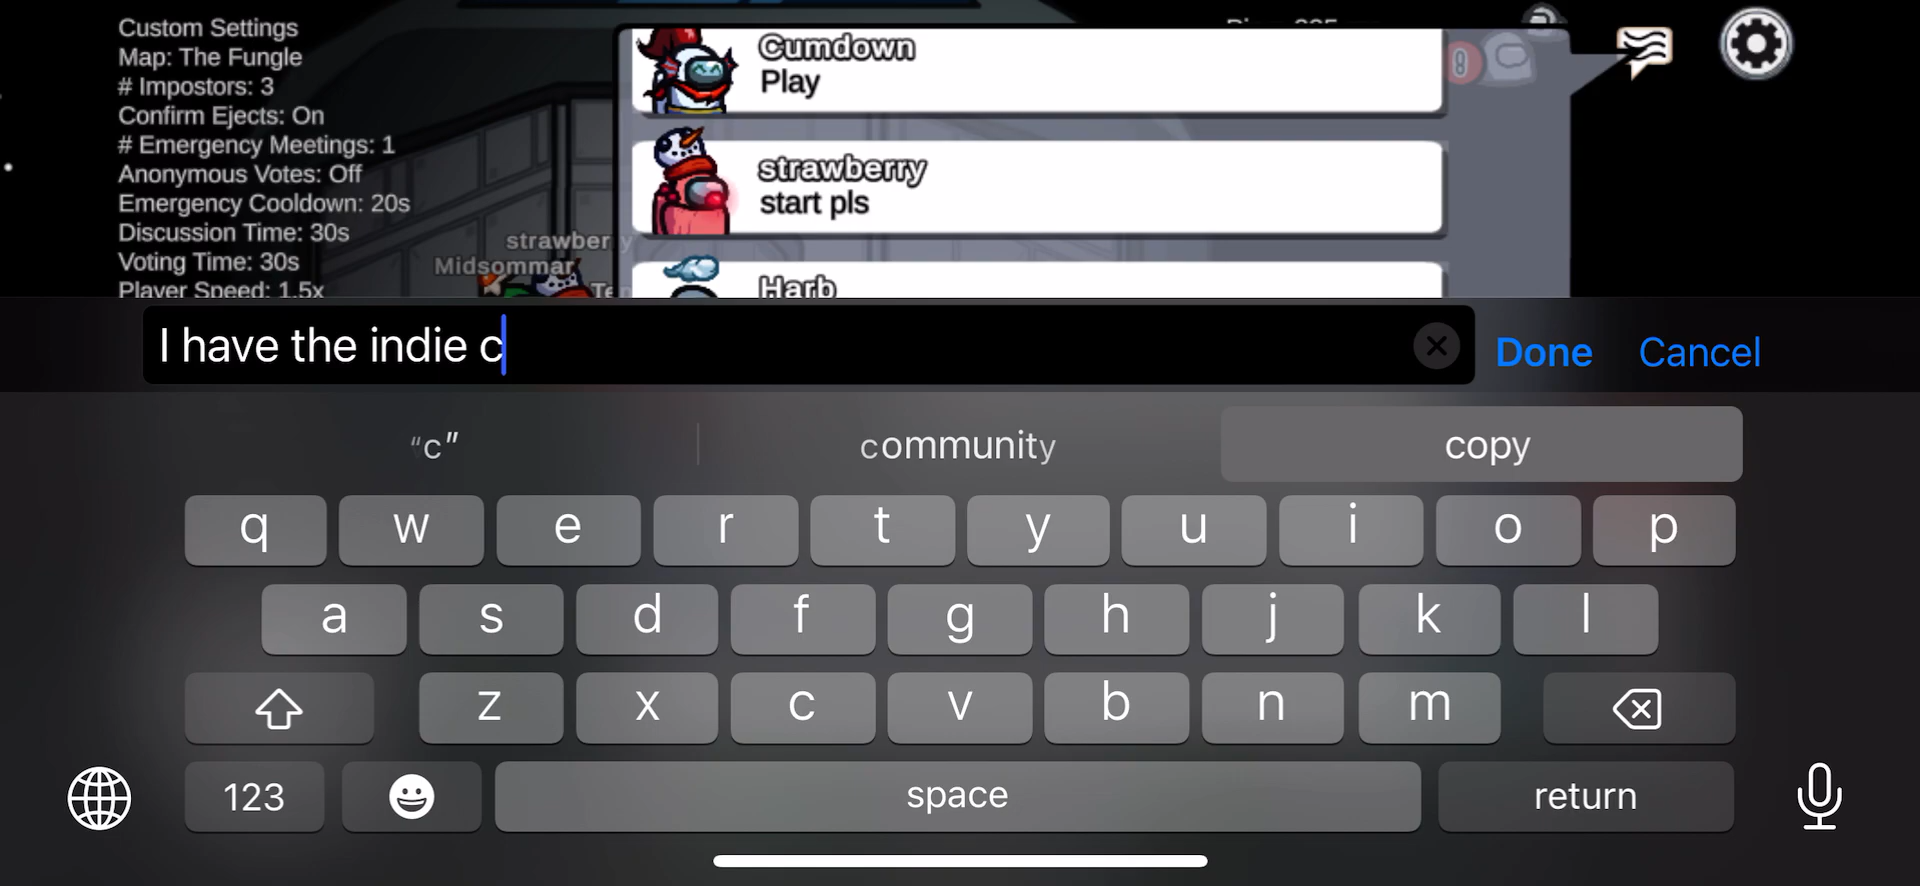 Custom Settings
Map: The Fungle
# Impostors: 3
Confirm Ejects: On
# Emergency Meetings: 1
Anonymous Votes: Off
Emergency Cooldown: 20s
Discussion Time: 30s
Voting Time: 30s
Player Speed: 1.5x
strawberry
Midsommar
Cumdown
Play
strawberry
start pls
Harb
I have the indie c
Done
Cancel
“c”
community
copy
q w e r t y u i o p
a s d f g h j k l
z x c v b n m
123
space
return